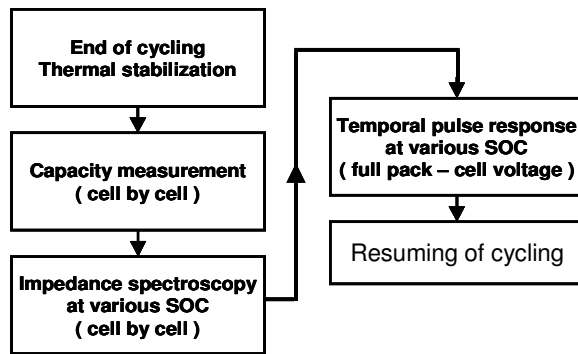 End of cycling
Thermal stabilization
Capacity measurement
( cell by cell )
Impedance spectroscopy
at various SOC
( cell by cell )
Temporal pulse response
at various SOC
( full pack – cell voltage )
Resuming of cycling